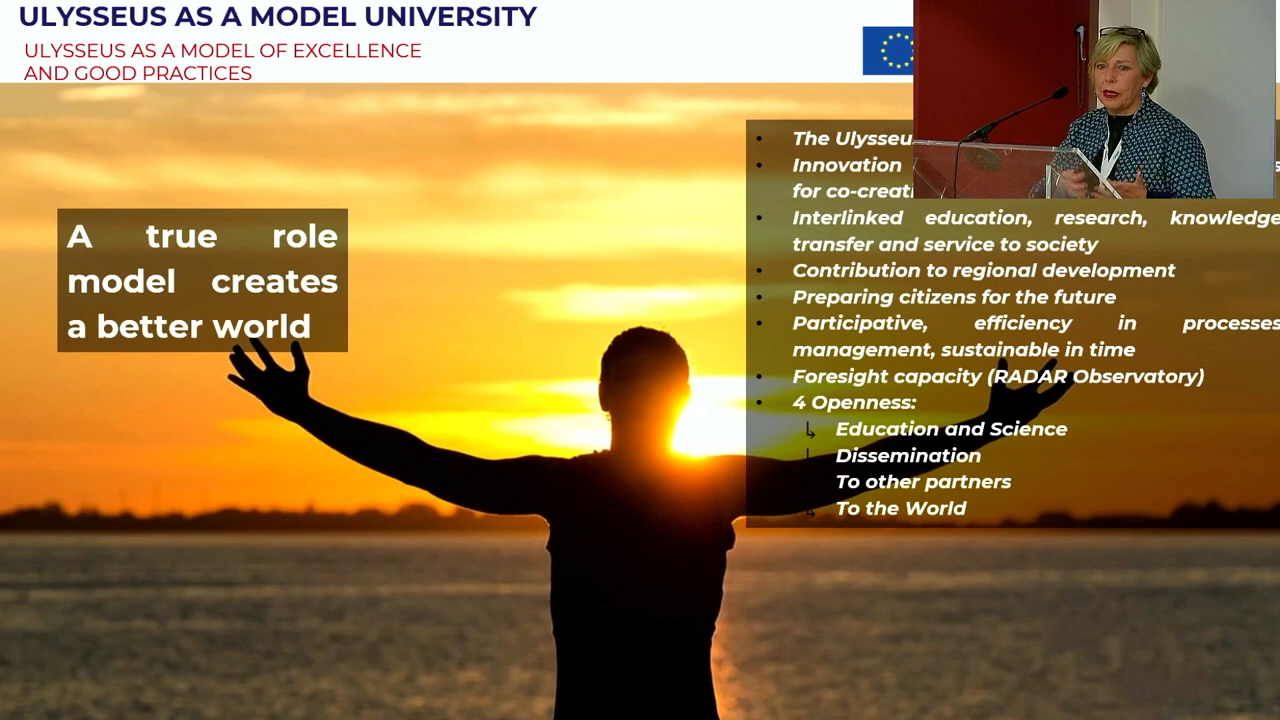 ULYSSEUS AS A MODEL UNIVERSITY
ULYSSEUS AS A MODEL OF EXCELLENCE
AND GOOD PRACTICES
A true role
model creates
a better world
• The
• Innovation
for
• Interlinked education, research, knowledge
transfer and service to society
• Contribution to regional development
• Preparing citizens for the future
• Participative, efficiency in processes
management, sustainable in time
• Foresight capacity (RADAR Observatory)
• 4 Openness:
↳ Education and Science
Dissemination
To other partners
↳ To the World